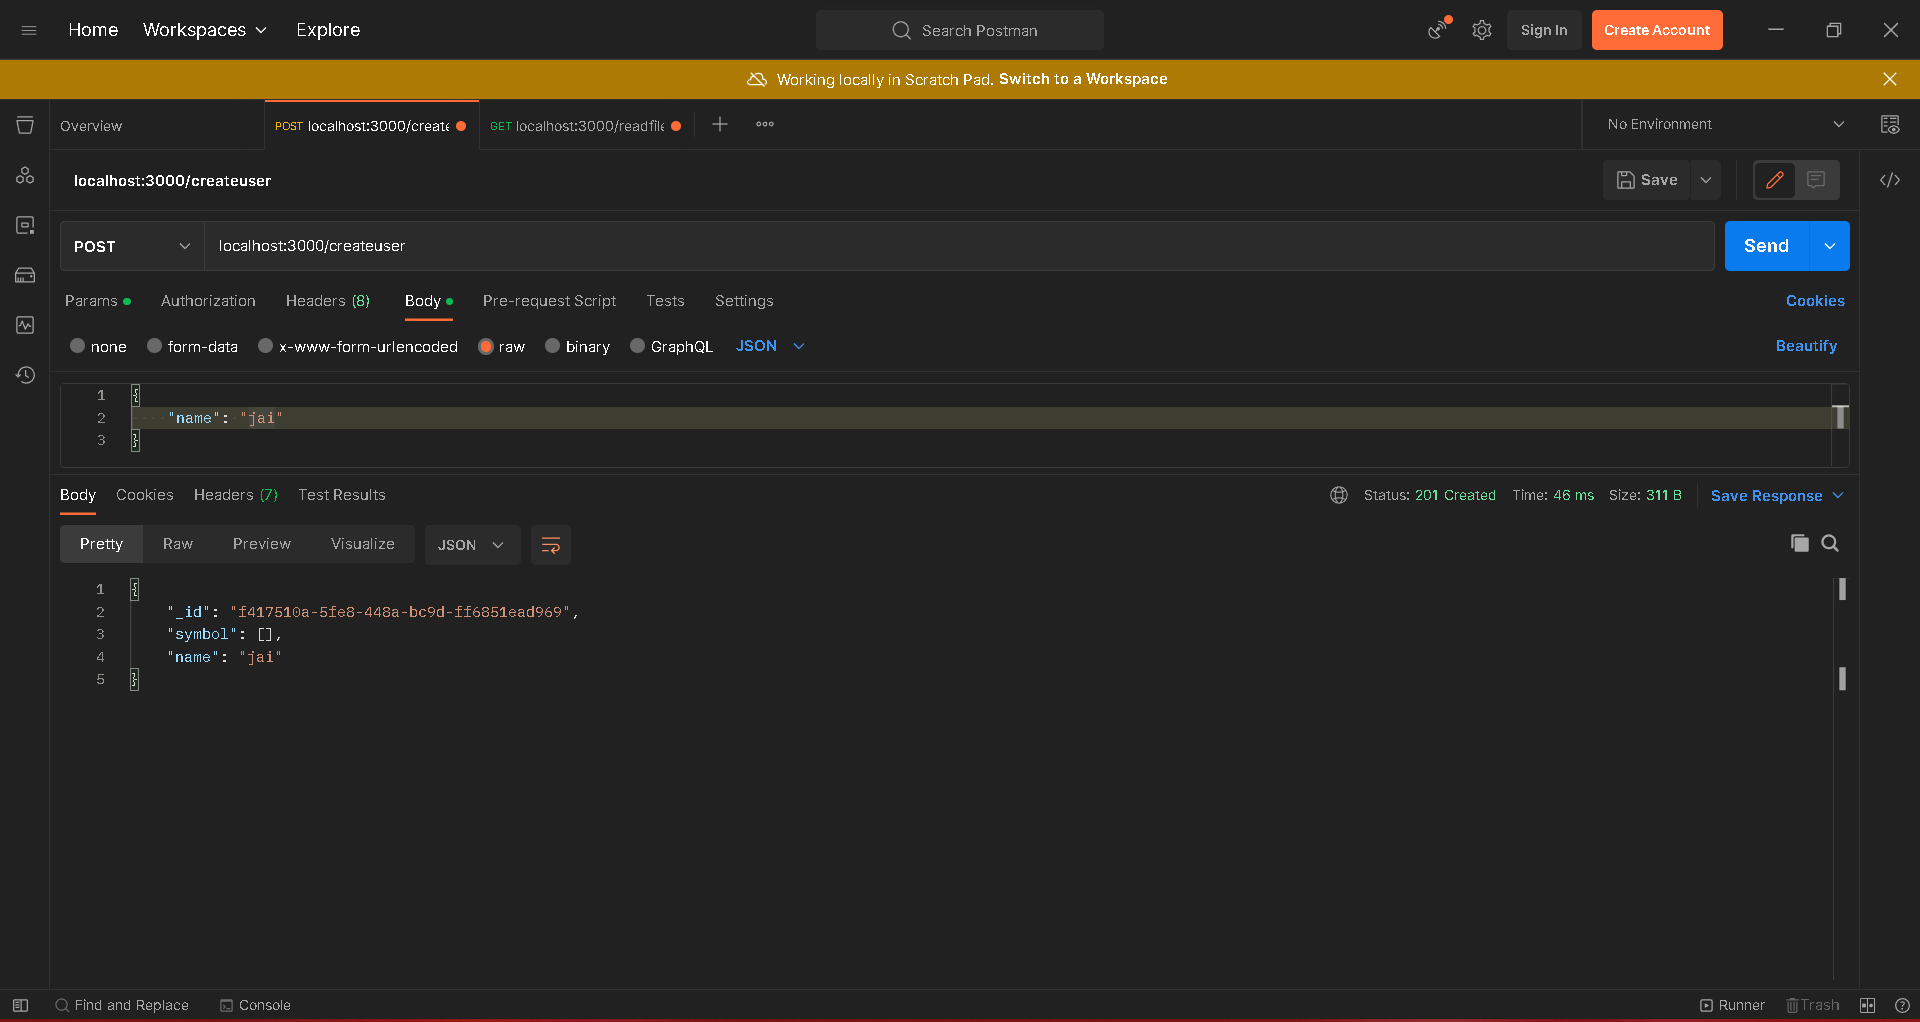 Home Workspaces Explore Search Postman Sign In Create Account
Working locally in Scratch Pad. Switch to a Workspace
Overview POST localhost:3000/create GET localhost:3000/readfile No Environment
localhost:3000/createuser Save
POST localhost:3000/createuser Send
Params Authorization Headers (8) Body Pre-request Script Tests Settings Cookies
none form-data x-www-form-urlencoded raw binary GraphQL JSON Beautify
1 {
2 "name": "jai"
3 }
Body Cookies Headers (7) Test Results Status: 201 Created Time: 46 ms Size: 311 B Save Response
Pretty Raw Preview Visualize JSON
1 {
2 "_id": "f417510a-5fe8-448a-bc9d-ff6851ead969",
3 "symbol": [],
4 "name": "jai"
5 }
Find and Replace Console Runner Trash